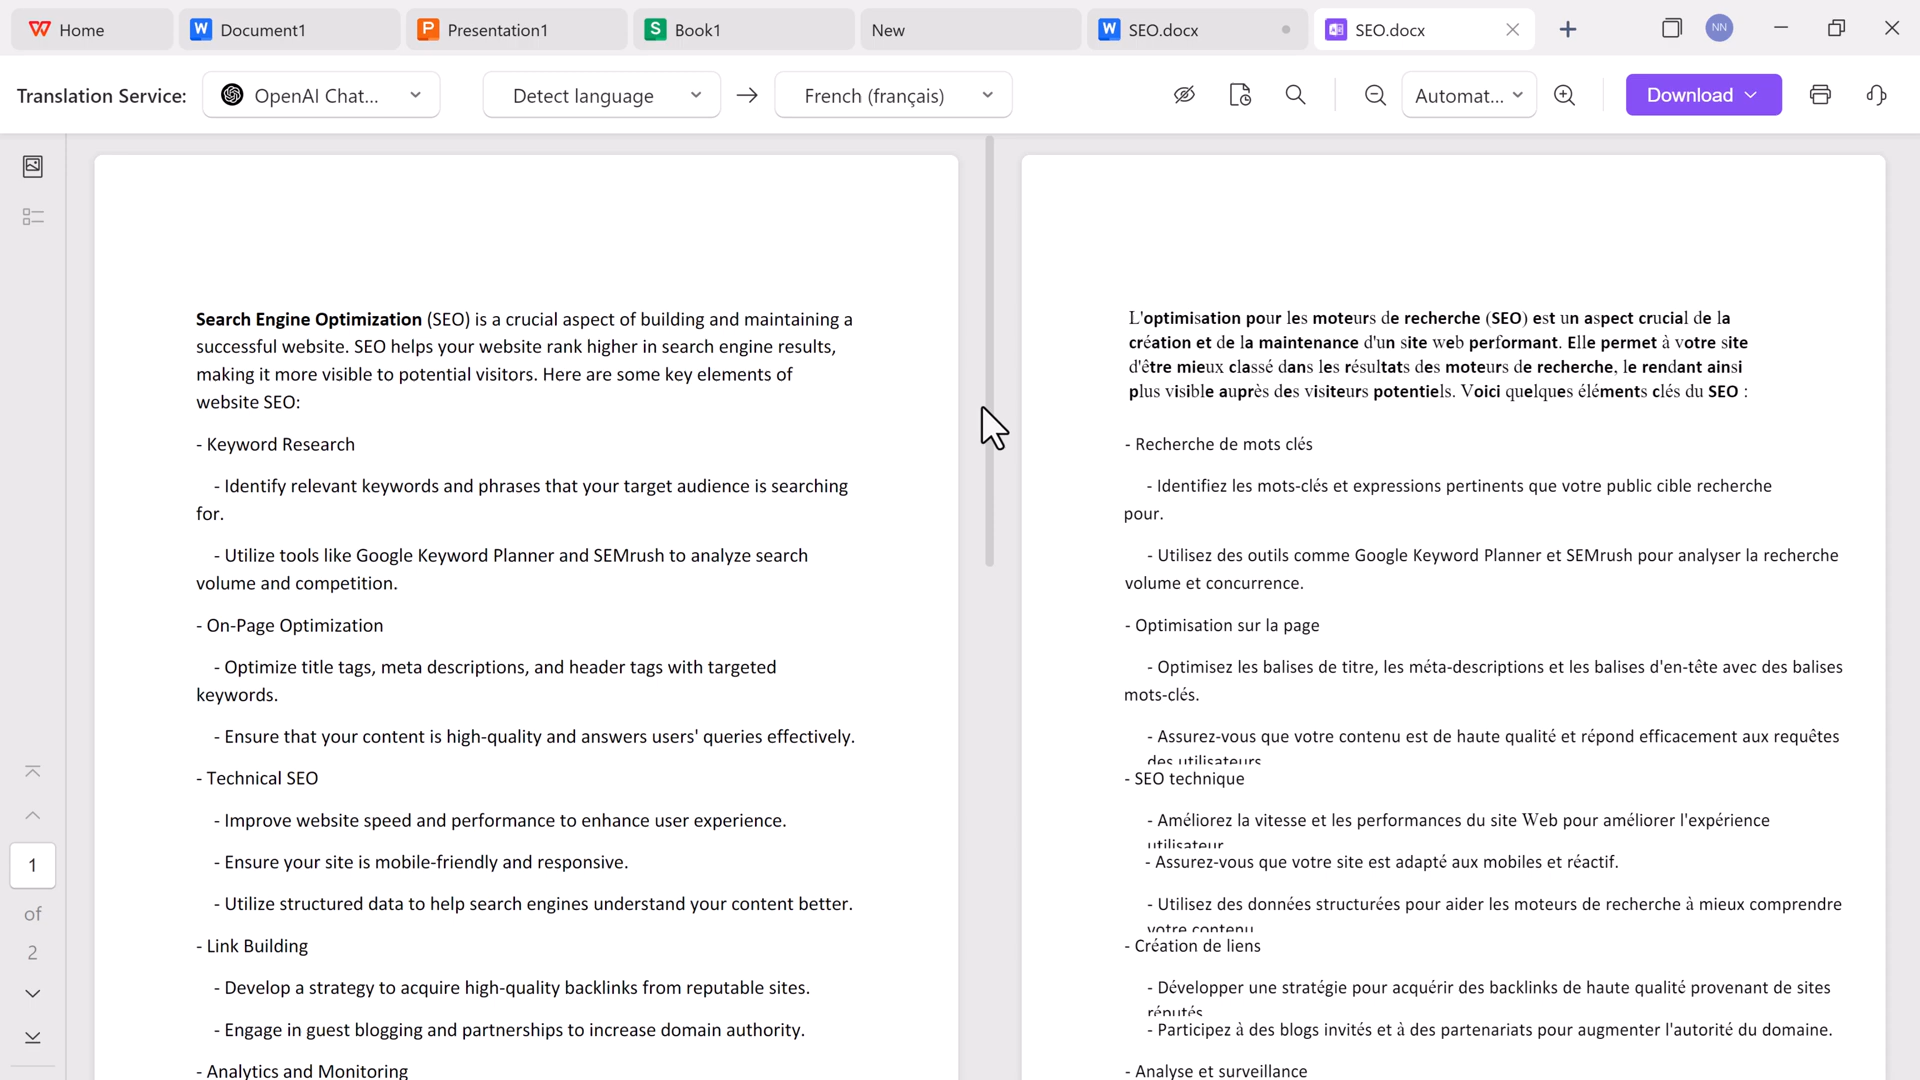 Home
Document1
Presentation1
Book1
New
SEO.docx
SEO.docx
NN
Translation Service:
OpenAI Chat...
Detect language
French (français)
Automat...
Download
Search Engine Optimization (SEO) is a crucial aspect of building and maintaining a
successful website. SEO helps your website rank higher in search engine results,
making it more visible to potential visitors. Here are some key elements of
website SEO:
- Keyword Research
- Identify relevant keywords and phrases that your target audience is searching
for.
- Utilize tools like Google Keyword Planner and SEMrush to analyze search
volume and competition.
- On-Page Optimization
- Optimize title tags, meta descriptions, and header tags with targeted
keywords.
- Ensure that your content is high-quality and answers users' queries effectively.
- Technical SEO
- Improve website speed and performance to enhance user experience.
- Ensure your site is mobile-friendly and responsive.
- Utilize structured data to help search engines understand your content better.
- Link Building
- Develop a strategy to acquire high-quality backlinks from reputable sites.
- Engage in guest blogging and partnerships to increase domain authority.
- Analytics and Monitoring
L'optimisation pour les moteurs de recherche (SEO) est un aspect crucial de la
création et de la maintenance d'un site web performant. Elle permet à votre site
d'être mieux classé dans les résultats des moteurs de recherche, le rendant ainsi
plus visible auprès des visiteurs potentiels. Voici quelques éléments clés du SEO :
- Recherche de mots clés
- Identifiez les mots-clés et expressions pertinents que votre public cible recherche
pour.
- Utilisez des outils comme Google Keyword Planner et SEMrush pour analyser la recherche
volume et concurrence.
- Optimisation sur la page
- Optimisez les balises de titre, les méta-descriptions et les balises d'en-tête avec des balises
mots-clés.
- Assurez-vous que votre contenu est de haute qualité et répond efficacement aux requêtes
des utilisateurs
- SEO technique
- Améliorez la vitesse et les performances du site Web pour améliorer l'expérience
utilisateur
- Assurez-vous que votre site est adapté aux mobiles et réactif.
- Utilisez des données structurées pour aider les moteurs de recherche à mieux comprendre
votre contenu
- Création de liens
- Développer une stratégie pour acquérir des backlinks de haute qualité provenant de sites
réputés
- Participez à des blogs invités et à des partenariats pour augmenter l'autorité du domaine.
- Analyse et surveillance
1
of
2